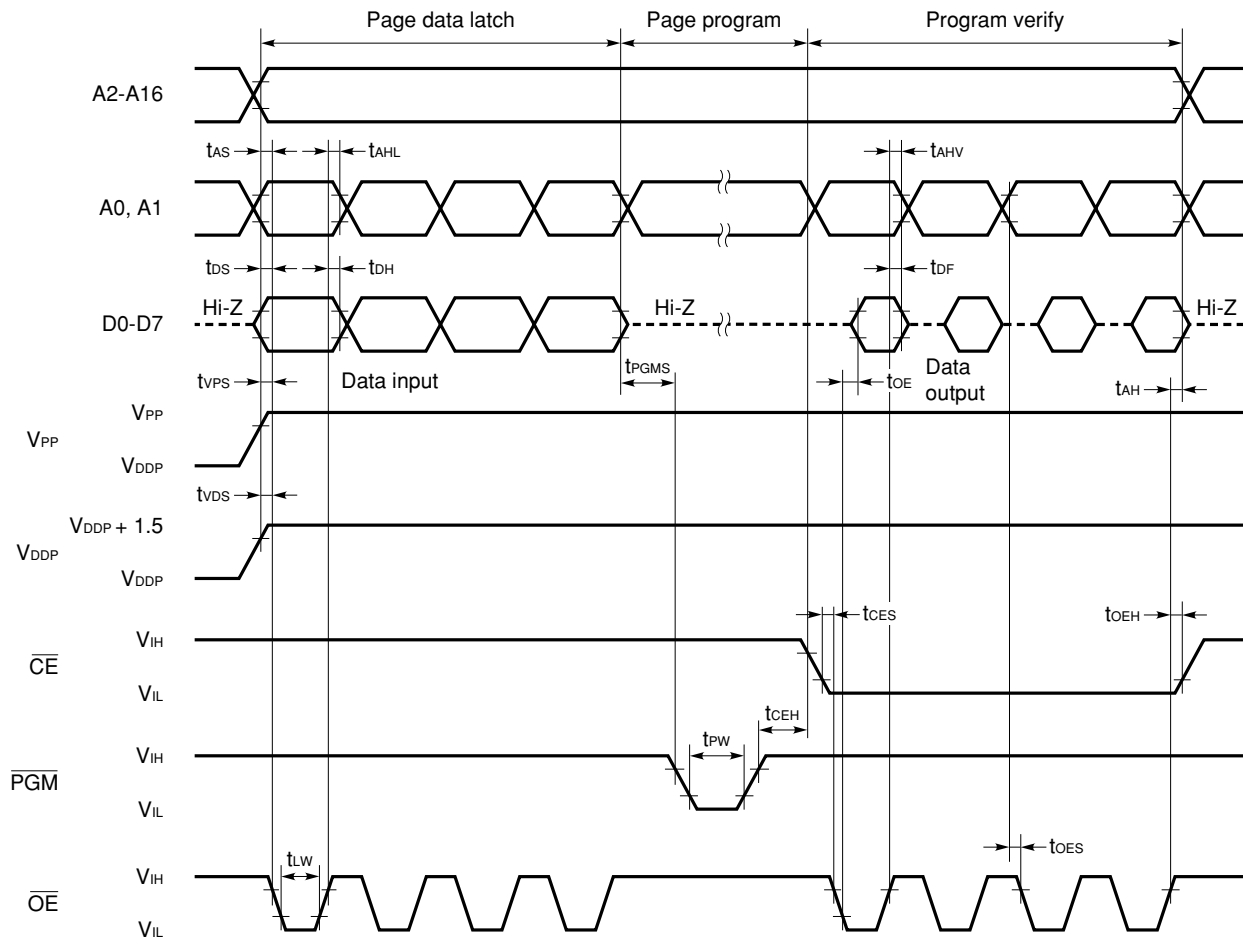 Page data latch Page program Program verify
A2-A16
tAS tAHL tAHV
A0, A1
tDS tDH tDF
Hi-Z Hi-Z Hi-Z
D0-D7
tVPS Data input tPGMS tOE Data output tAH
VPP
VPP
VDDP
tVDS
VDDP + 1.5
VDDP
VDDP
tCES tOEH
VIH
CE
VIL
tCEH
VIH tPW
PGM
VIL
tLW tOES
VIH
OE
VIL